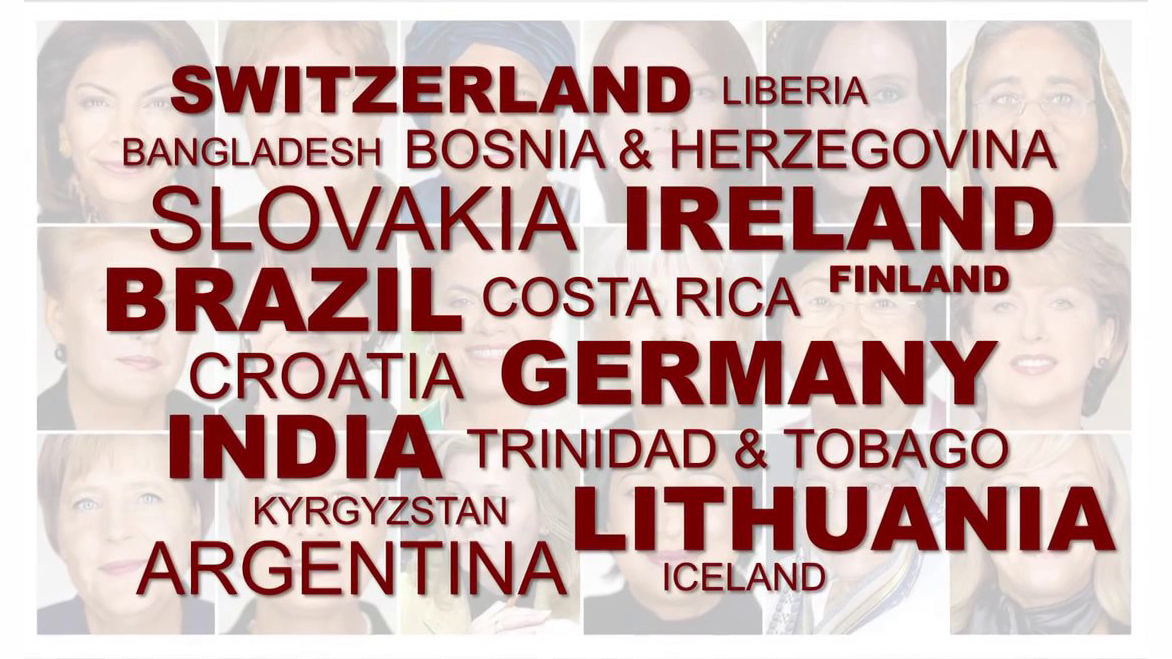 SWITZERLAND LIBERIA
BANGLADESH BOSNIA & HERZEGOVINA
SLOVAKIA IRELAND
BRAZIL COSTA RICA FINLAND
CROATIA GERMANY
INDIA TRINIDAD & TOBAGO
KYRGYZSTAN LITHUANIA
ARGENTINA ICELAND